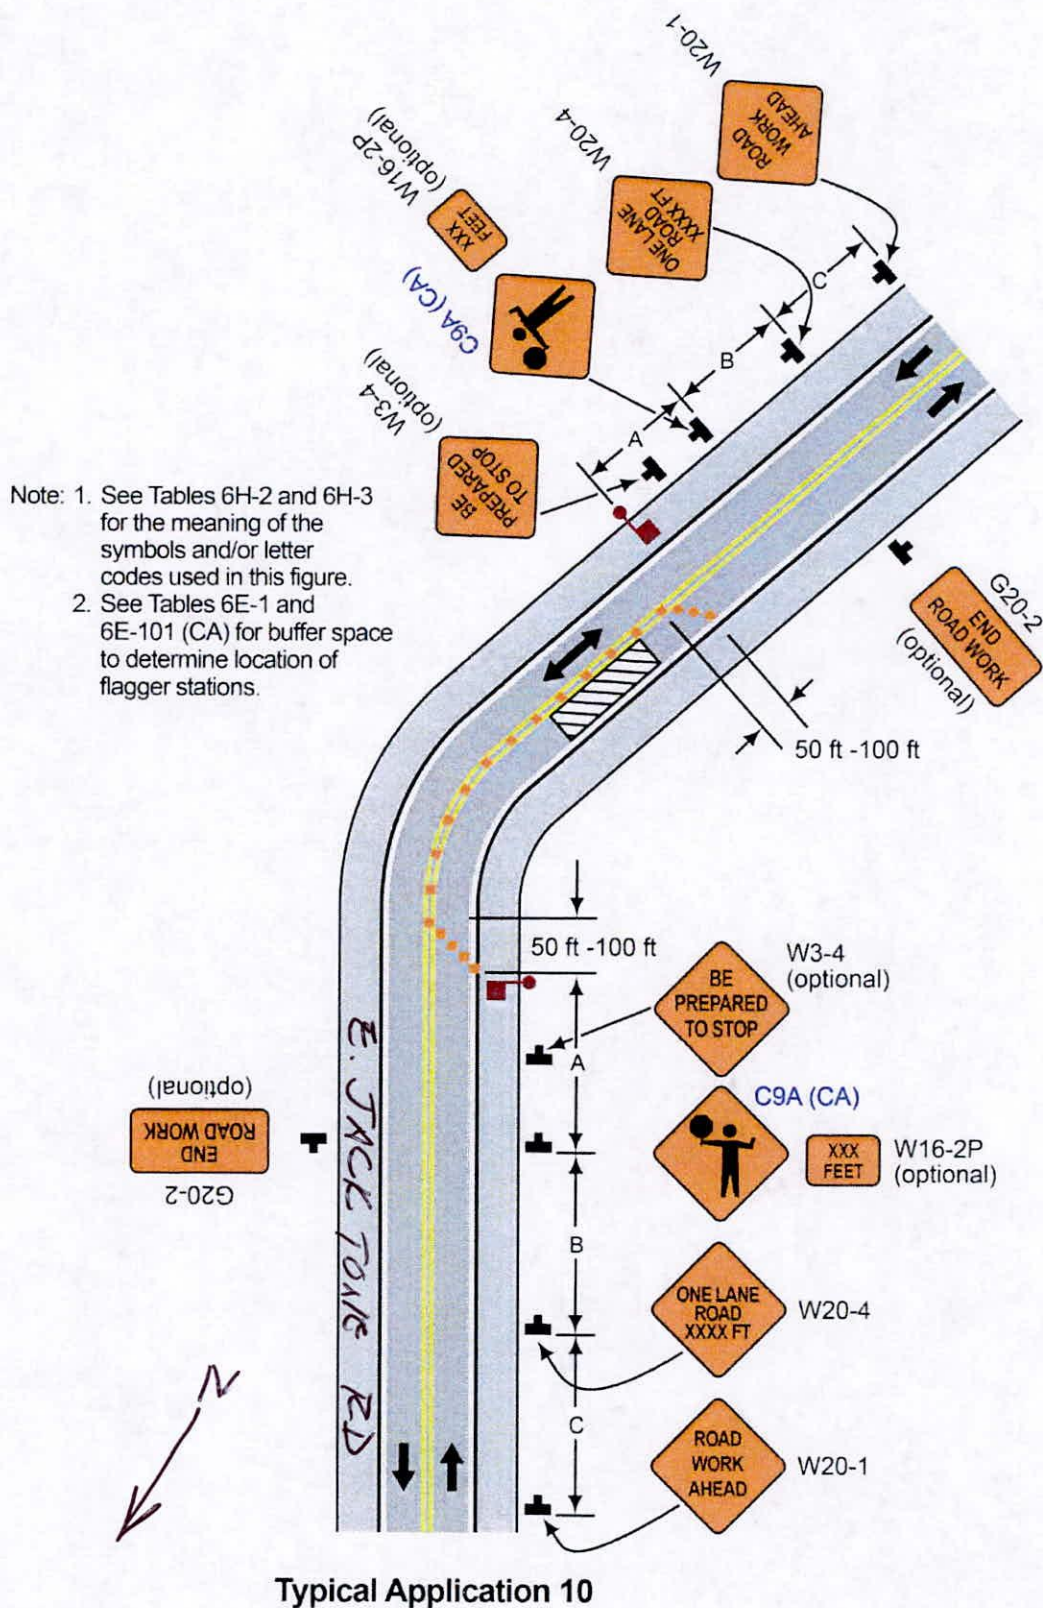 W20-1
ROAD
WORK
AHEAD
W20-4
ONE LANE
ROAD
XXXX FT
W16-2P
(optional)
XXX
FEET
C9A (CA)
W3-4
(optional)
BE
PREPARED
TO STOP
A
B
C
Note: 1. See Tables 6H-2 and 6H-3
for the meaning of the
symbols and/or letter
codes used in this figure.
2. See Tables 6E-1 and
6E-101 (CA) for buffer space
to determine location of
flagger stations.
G20-2
END
ROAD WORK
(optional)
50 ft -100 ft
50 ft -100 ft
W3-4
(optional)
BE
PREPARED
TO STOP
A
C9A (CA)
XXX
FEET
W16-2P
(optional)
G20-2
END
ROAD WORK
(optional)
E. JACK TONE RD
B
ONE LANE
ROAD
XXXX FT
W20-4
N
C
ROAD
WORK
AHEAD
W20-1
Typical Application 10